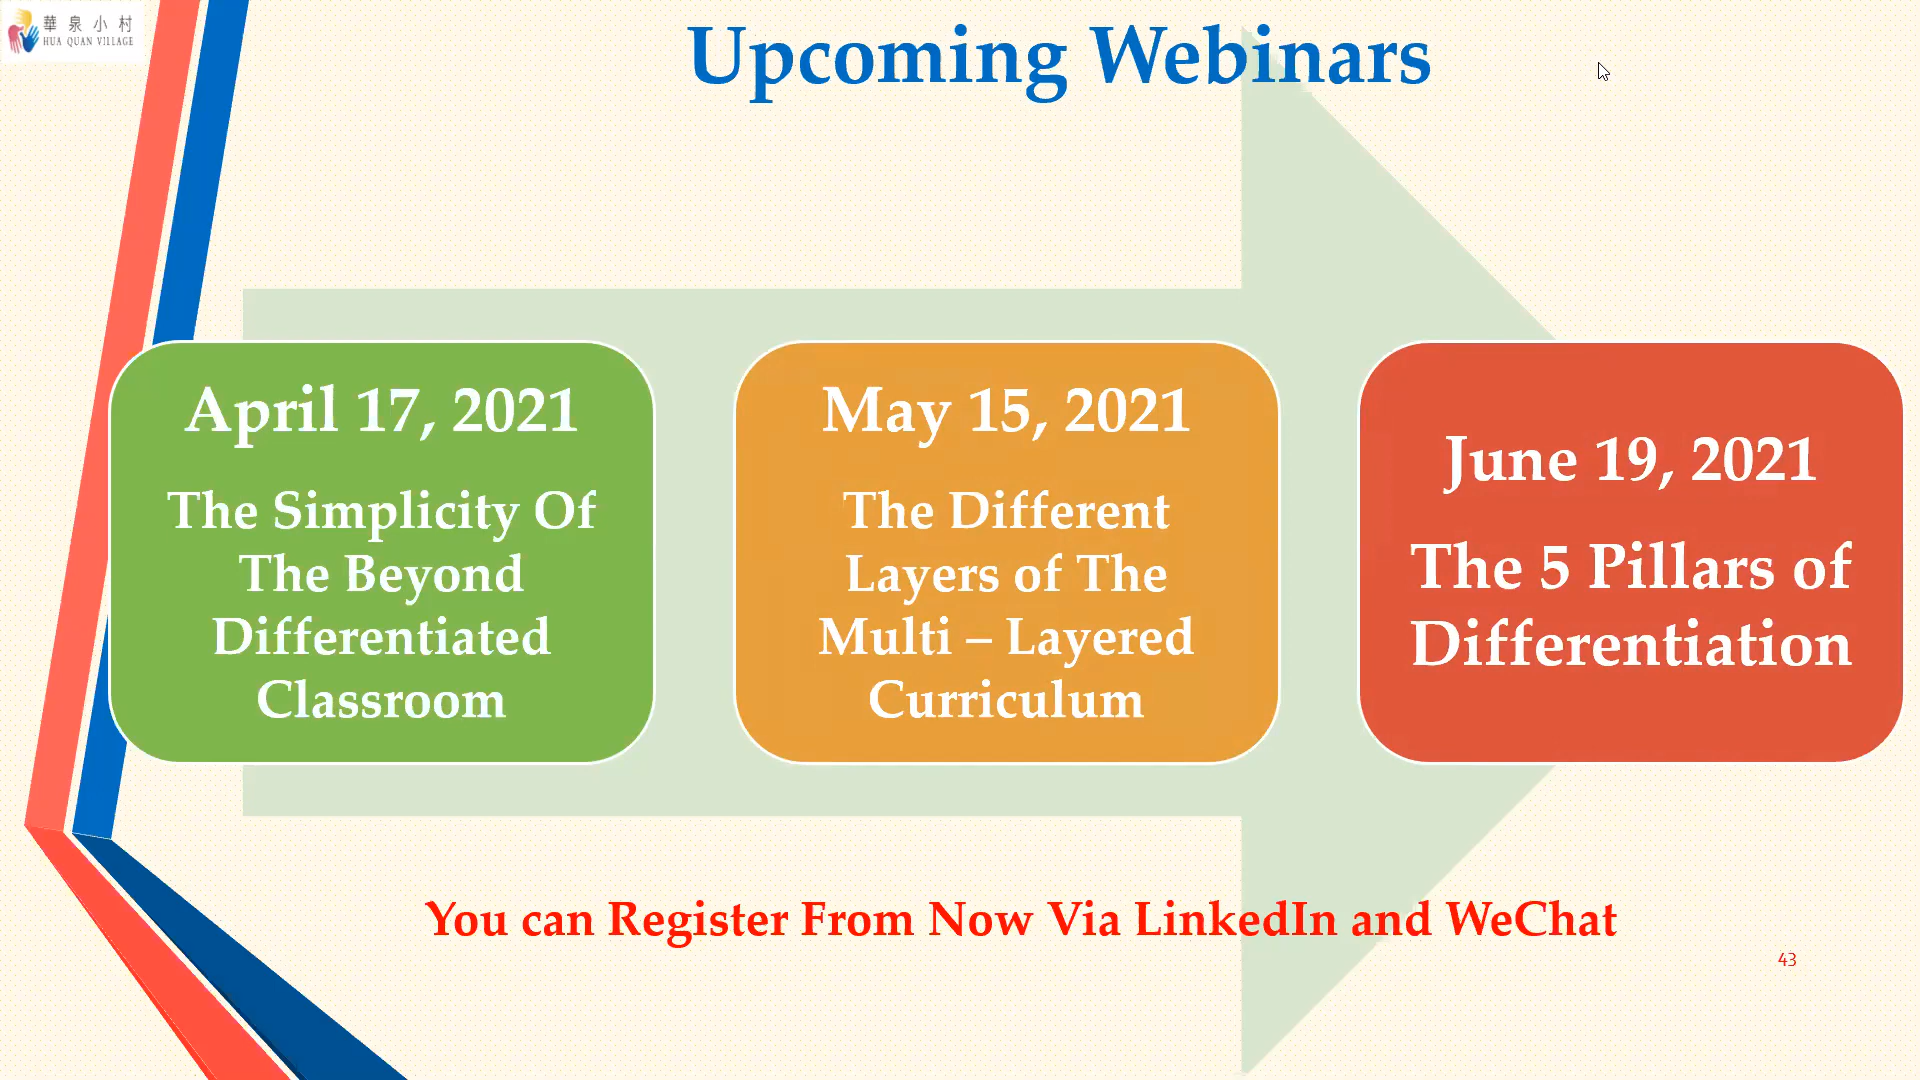 華泉小村
HUA QUAN VILLAGE
Upcoming Webinars
April 17, 2021
The Simplicity Of
The Beyond
Differentiated
Classroom
May 15, 2021
The Different
Layers of The
Multi – Layered
Curriculum
June 19, 2021
The 5 Pillars of
Differentiation
You can Register From Now Via LinkedIn and WeChat
43